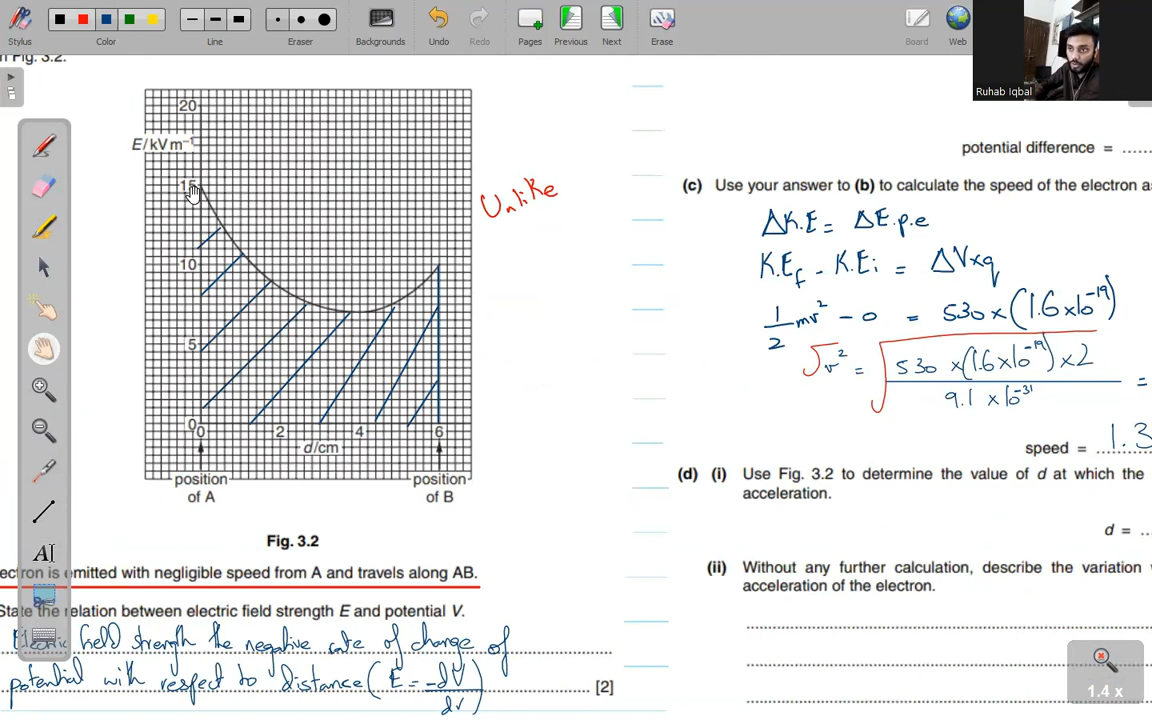 Stylus
Color
Line
Eraser
Backgrounds
Undo
Redo
Pages
Previous
Next
Erase
Board
Web
Ruhab Iqbal
n Fig. 3.2.
20
E/kV m⁻¹
15
10
5
0
0 2 4 6
d/cm
position of A
position of B
Fig. 3.2
Unlike
ectron is emitted with negligible speed from A and travels along AB.
State the relation between electric field strength E and potential V.
Electric field strength the negative rate of change of
potential with respect to distance (E = -dV/dr)
[2]
potential difference = ......
(c) Use your answer to (b) to calculate the speed of the electron as
ΔK.E = ΔE.p.e
K.Ef - K.Ei = ΔV×q
1/2 mv² - 0 = 530 × (1.6×10⁻¹⁹)
√v² = √(530 × (1.6×10⁻¹⁹) × 2 / 9.1 × 10⁻³¹) =
speed = 1.3
(d) (i) Use Fig. 3.2 to determine the value of d at which the
acceleration.
d = ...
(ii) Without any further calculation, describe the variation
acceleration of the electron.
1.4 x